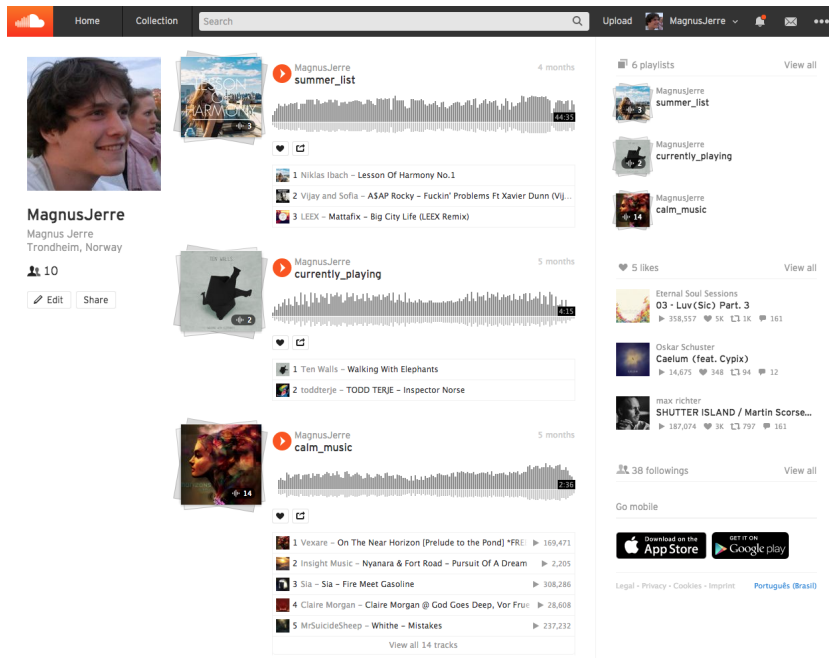 Home
Collection
Search
Upload
MagnusJerre
MagnusJerre
Magnus Jerre
Trondheim, Norway
10
Edit
Share
LESSON
OF
HARMONIX
3
MagnusJerre
4 months
summer_list
44:35
1 Niklas Ibach – Lesson Of Harmony No.1
2 Vijay and Sofia – A$AP Rocky – Fuckin' Problems Ft Xavier Dunn (Vij...
3 LEEX – Mattafix – Big City Life (LEEX Remix)
TEN WALLS
2
MagnusJerre
5 months
currently_playing
4:15
1 Ten Walls – Walking With Elephants
2 toddterje – TODD TERJE – Inspector Norse
14
MagnusJerre
5 months
calm_music
2:36
1 Vexare – On The Near Horizon [Prelude to the Pond] *FRE 169,471
2 Insight Music – Nyanara & Fort Road – Pursuit Of A Dream 2,205
3 Sia – Sia – Fire Meet Gasoline 308,286
4 Claire Morgan – Claire Morgan @ God Goes Deep, Vor Frue 28,608
5 MrSuicideSheep – Whithe – Mistakes 237,232
View all 14 tracks
6 playlists
View all
MagnusJerre
summer_list
3
MagnusJerre
currently_playing
2
MagnusJerre
calm_music
14
5 likes
View all
Eternal Soul Sessions
03 - Luv(Sic) Part. 3
358,557 5K 1K 161
Oskar Schuster
Caelum (feat. Cypix)
14,675 348 94 12
max richter
SHUTTER ISLAND / Martin Scorse...
187,074 3K 797 161
38 followings
View all
Go mobile
Download on the
App Store
GET IT ON
Google play
Legal - Privacy - Cookies - Imprint
Português (Brasil)